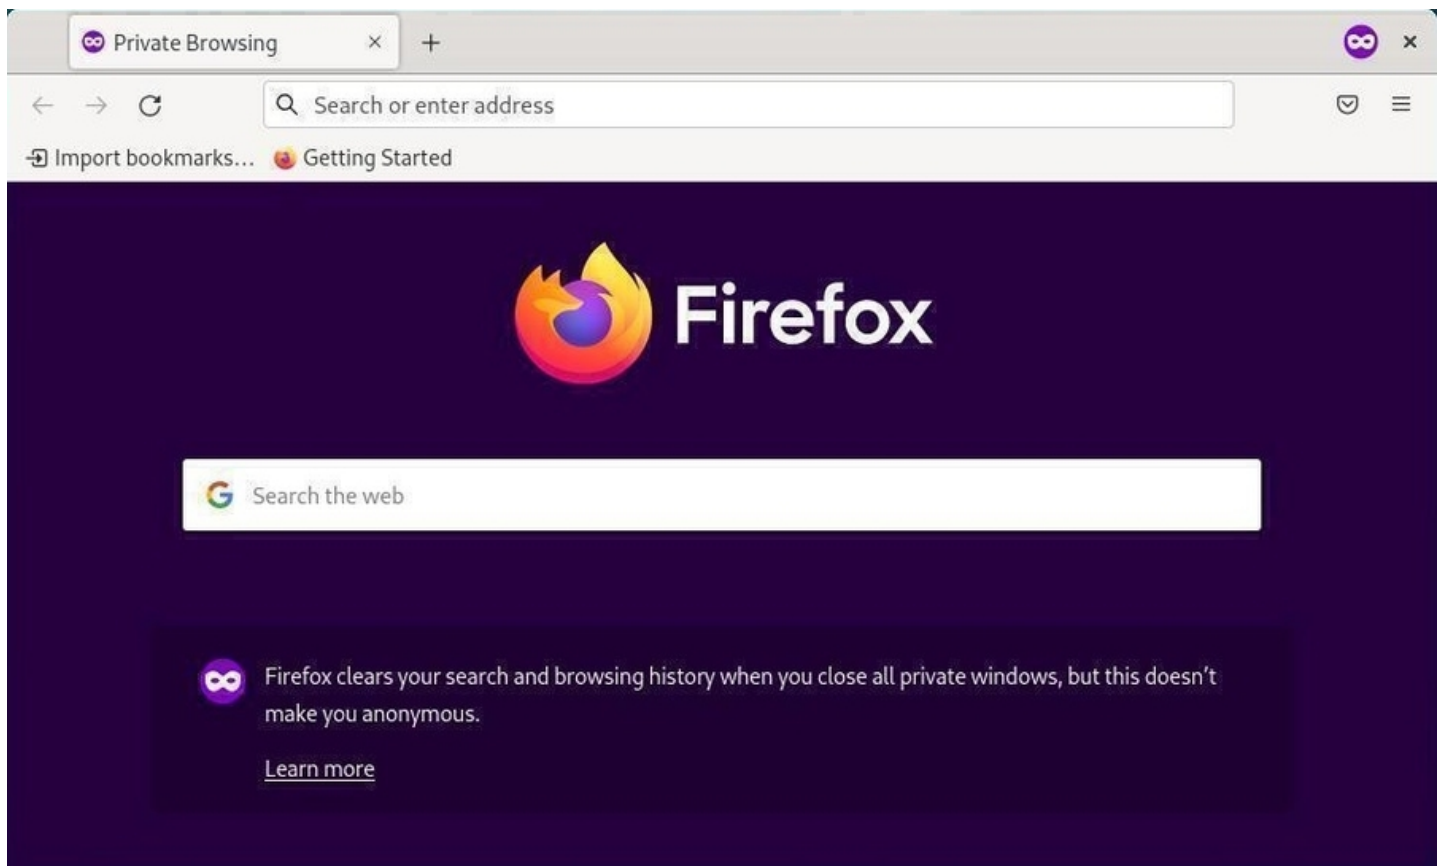 Private Browsing
Search or enter address
Import bookmarks... Getting Started
Firefox
Search the web
Firefox clears your search and browsing history when you close all private windows, but this doesn't
make you anonymous.
Learn more